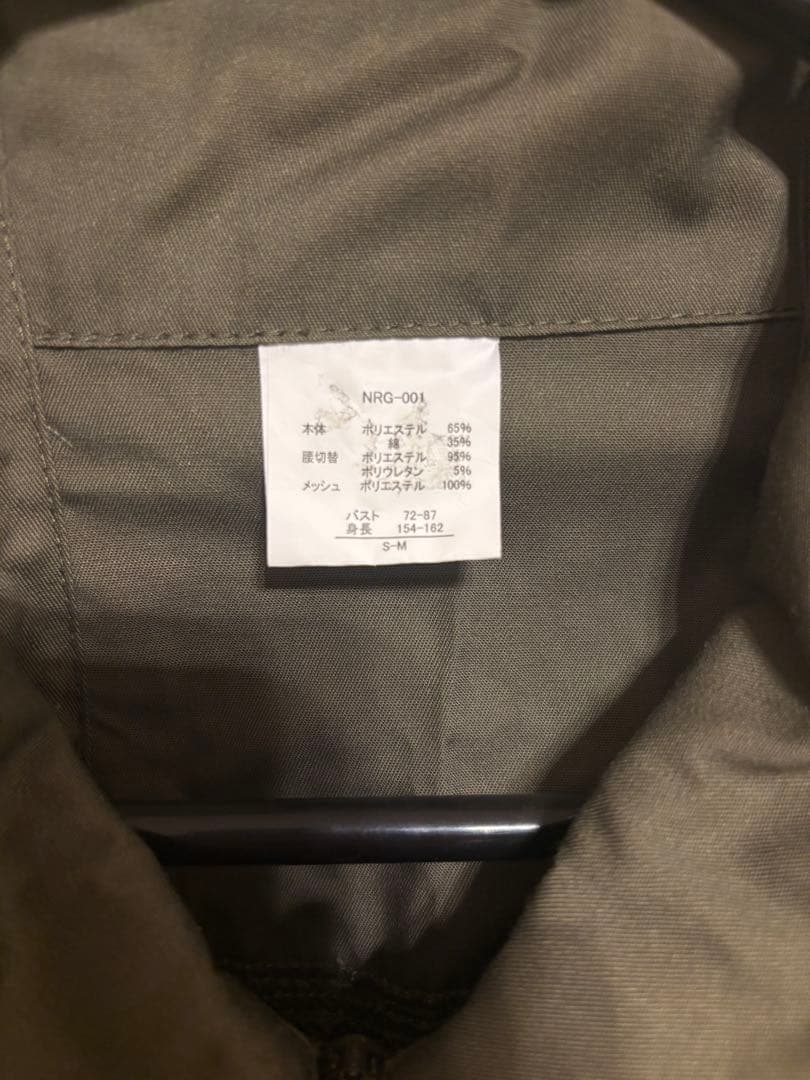 NRG-001
本体 ポリエステル 65%
綿 35%
腰切替 ポリエステル 95%
ポリウレタン 5%
メッシュ ポリエステル 100%
バスト 72-87
身長 154-162
S-M